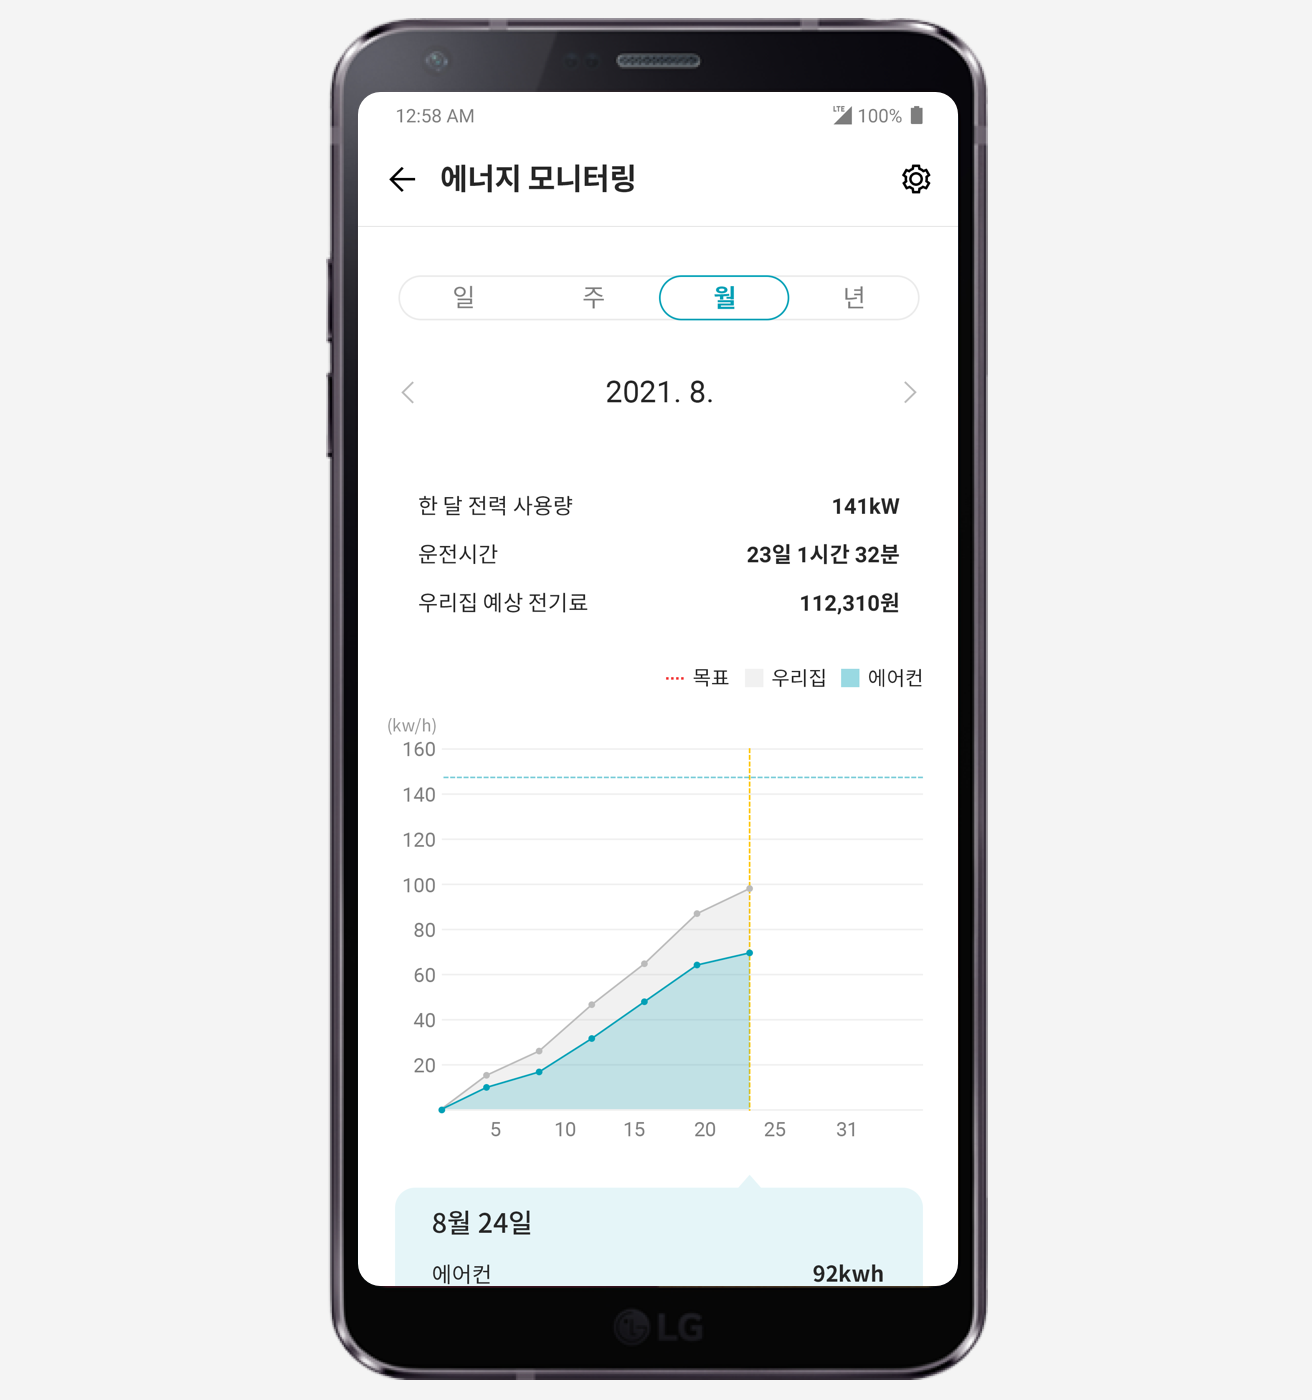 12:58 AM LTE 100%
에너지 모니터링
일 주 월 년
2021. 8.
한 달 전력 사용량 141kW
운전시간 23일 1시간 32분
우리집 예상 전기료 112,310원
목표 우리집 에어컨
(kw/h)
160
140
120
100
80
60
40
20
5 10 15 20 25 31
8월 24일
에어컨 92kwh
LG